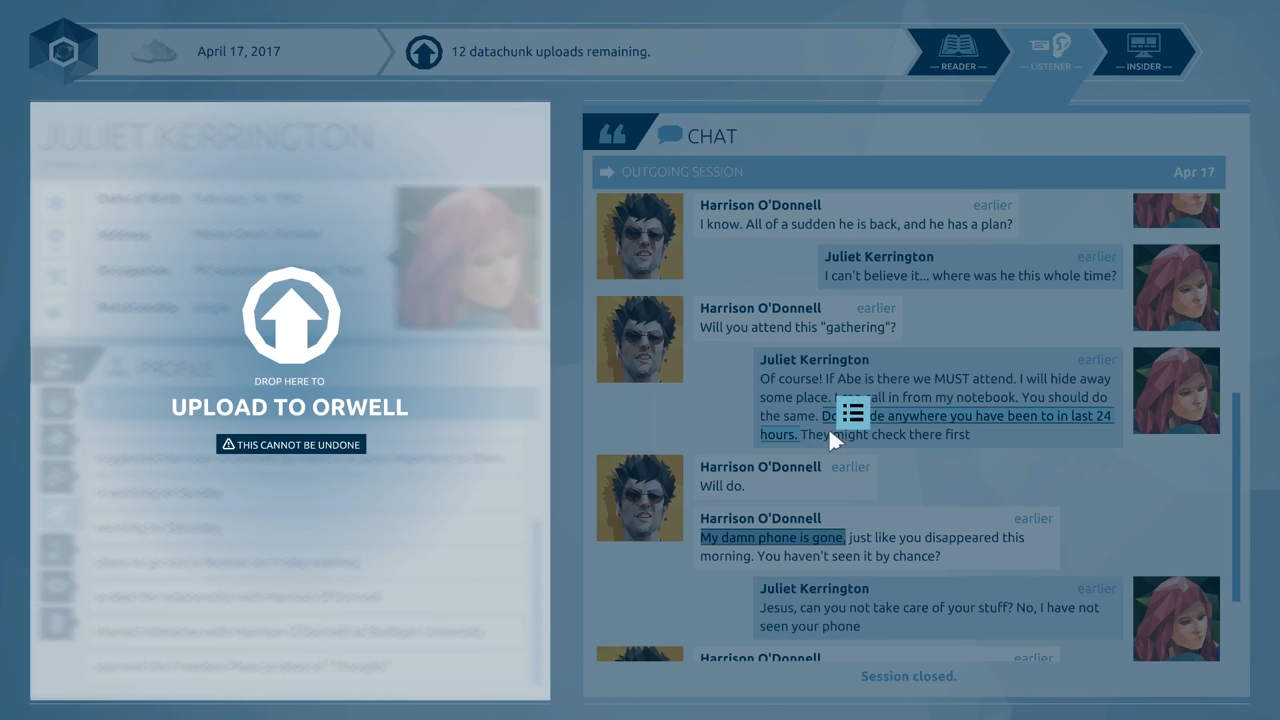 April 17, 2017
12 datachunk uploads remaining.
— READER —
— LISTENER —
— INSIDER —
JULIET KERRINGTON
DROP HERE TO
UPLOAD TO ORWELL
THIS CANNOT BE UNDONE
CHAT
OUTGOING SESSION
Apr 17
Harrison O'Donnell earlier
I know. All of a sudden he is back, and he has a plan?
Juliet Kerrington earlier
I can't believe it... where was he this whole time?
Harrison O'Donnell earlier
Will you attend this "gathering"?
Juliet Kerrington earlier
Of course! If Abe is there we MUST attend. I will hide away
some place. in from my notebook. You should do
the same. anywhere you have been to in last 24
hours. They might check there first
Harrison O'Donnell earlier
Will do.
Harrison O'Donnell earlier
My damn phone is gone, just like you disappeared this
morning. You haven't seen it by chance?
Juliet Kerrington earlier
Jesus, can you not take care of your stuff? No, I have not
seen your phone
Harrison O'Donnell earlier
Session closed.